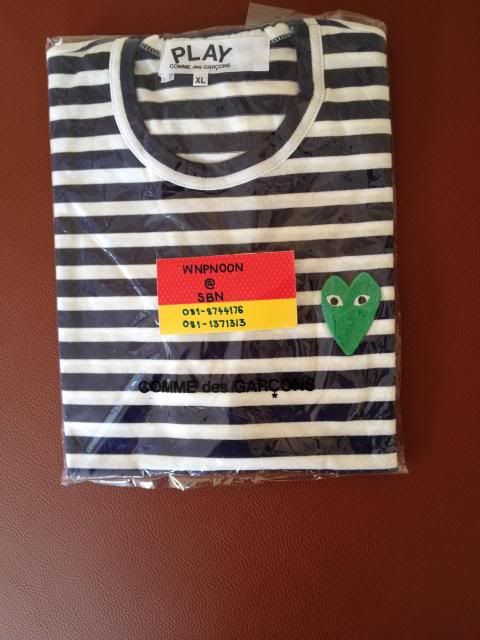 PLAY
COMME des GARÇONS
XL
WNPNOON
@
SBN
081-8744176
081-1371313
COMME des GARÇONS
*